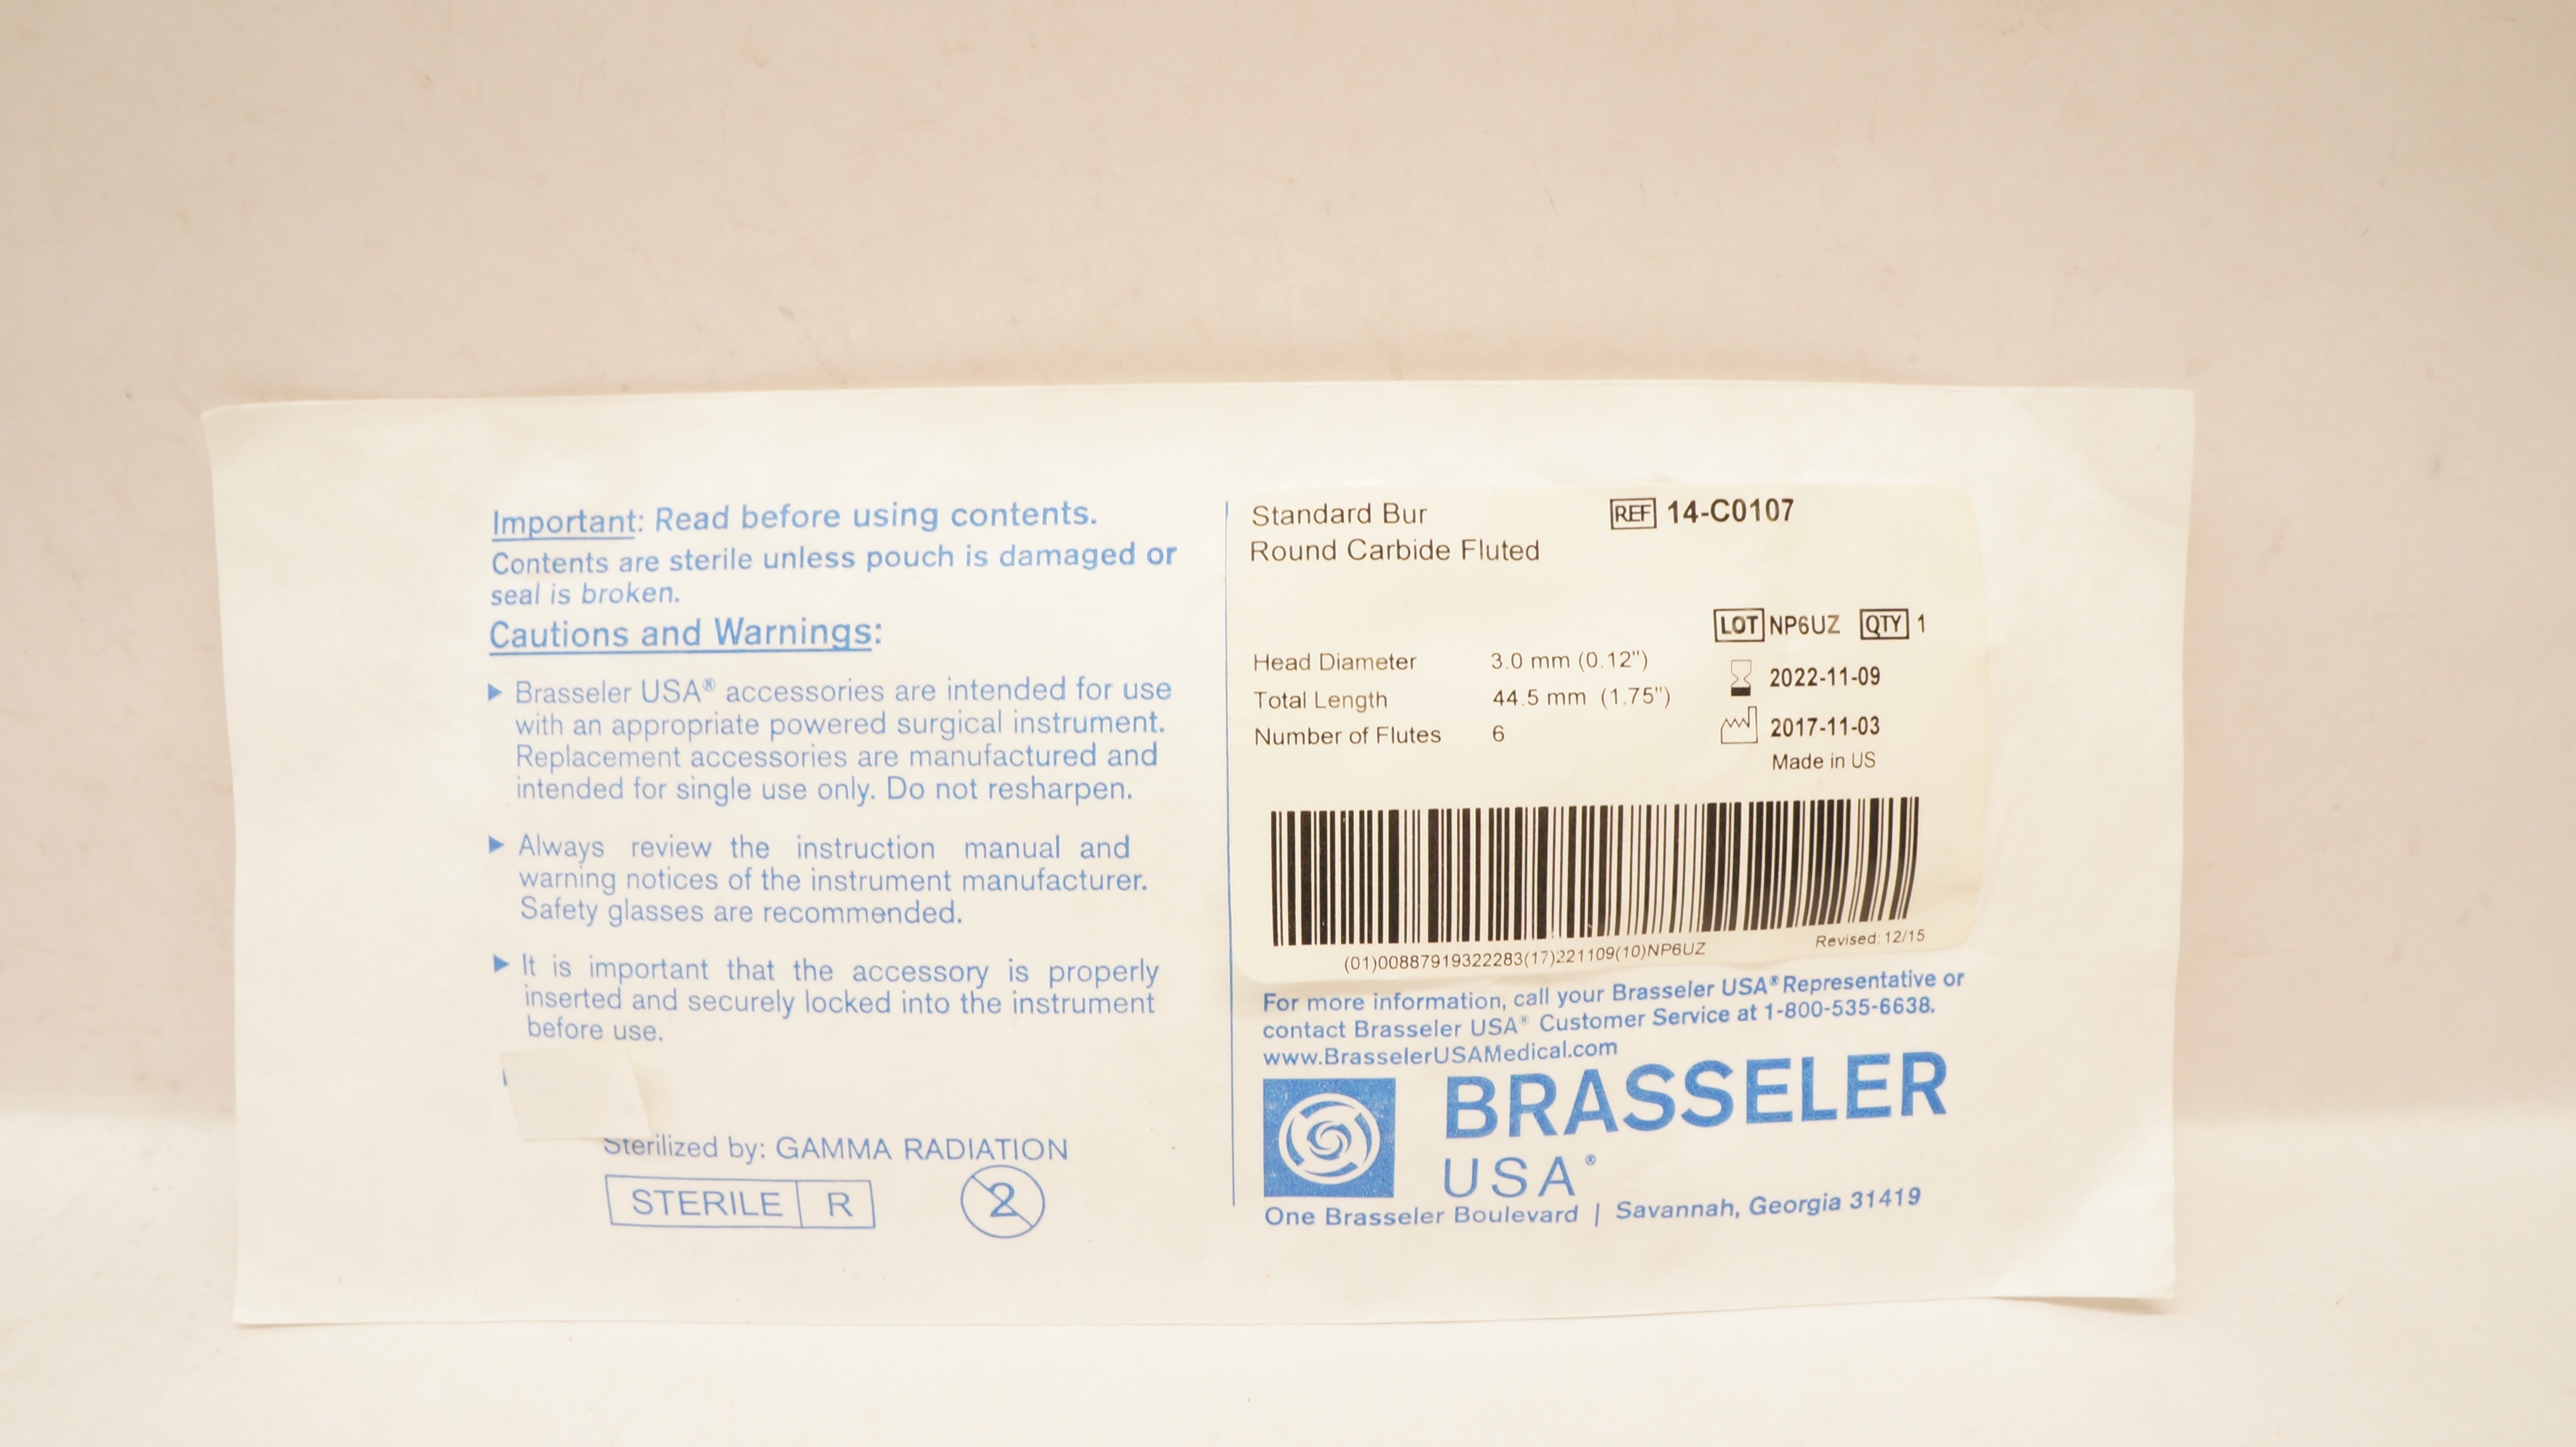 Important: Read before using contents.
Contents are sterile unless pouch is damaged or
seal is broken.
Cautions and Warnings:
▶ Brasseler USA® accessories are intended for use
with an appropriate powered surgical instrument.
Replacement accessories are manufactured and
intended for single use only. Do not resharpen.
▶ Always review the instruction manual and
warning notices of the instrument manufacturer.
Safety glasses are recommended.
▶ It is important that the accessory is properly
inserted and securely locked into the instrument
before use.
Sterilized by: GAMMA RADIATION
STERILE R
2
Standard Bur
Round Carbide Fluted
REF 14-C0107
LOT NP6UZ QTY 1
2022-11-09
2017-11-03
Made in US
Head Diameter 3.0 mm (0.12")
Total Length 44.5 mm (1.75")
Number of Flutes 6
(01)00887919322283(17)221109(10)NP6UZ
Revised: 12/15
For more information, call your Brasseler USA® Representative or
contact Brasseler USA® Customer Service at 1-800-535-6638.
www.BrasselerUSAMedical.com
BRASSELER
USA®
One Brasseler Boulevard | Savannah, Georgia 31419